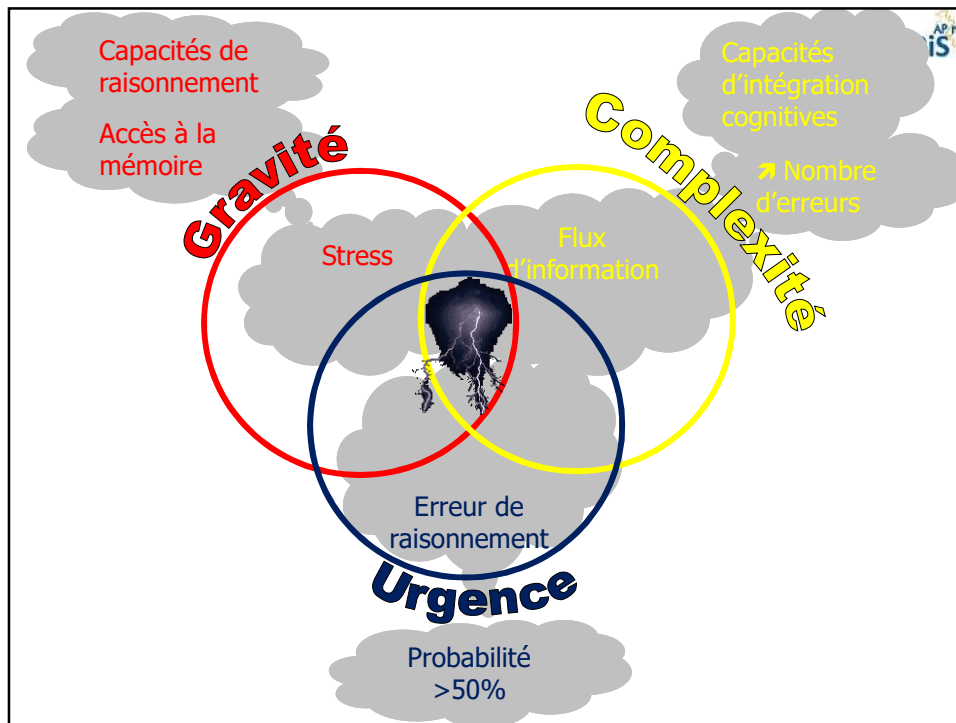 Capacités de
raisonnement
Accès à la
mémoire
Gravité
Stress
Capacités
d’intégration
cognitives
↗ Nombre
d’erreurs
Complexité
Flux
d’information
Erreur de
raisonnement
Urgence
Probabilité
>50%